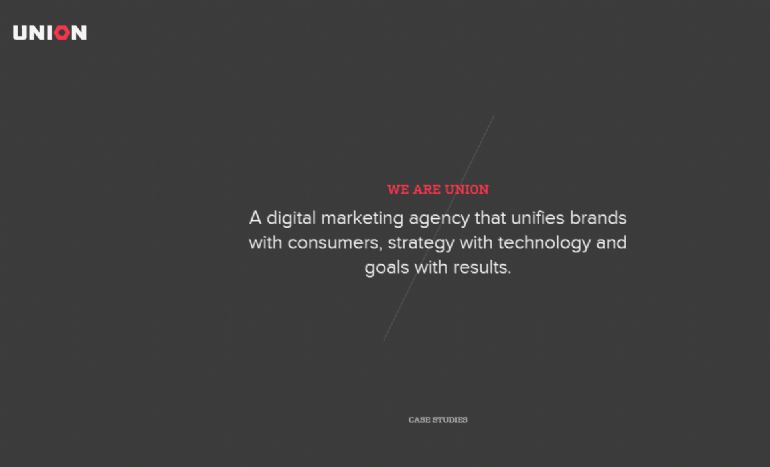 UNION
WE ARE UNION
A digital marketing agency that unifies brands
with consumers, strategy with technology and
goals with results.
CASE STUDIES